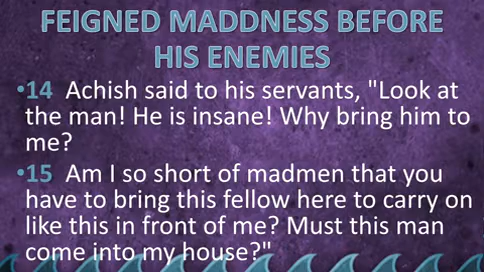 FEIGNED MADDNESS BEFORE
HIS ENEMIES
•14 Achish said to his servants, "Look at
the man! He is insane! Why bring him to
me?
•15 Am I so short of madmen that you
have to bring this fellow here to carry on
like this in front of me? Must this man
come into my house?"